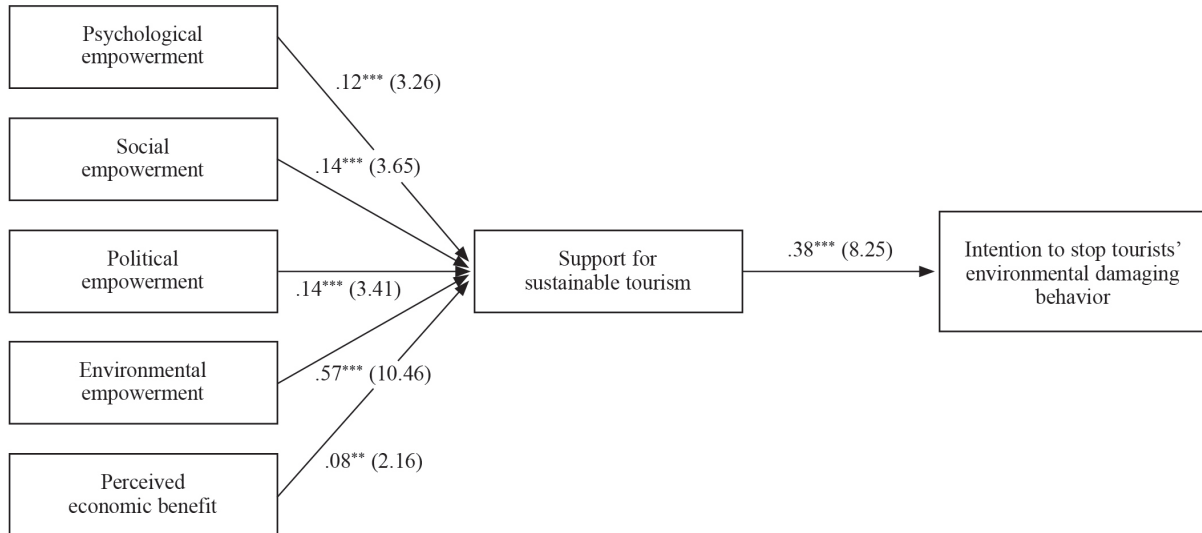 Psychological
empowerment
.12*** (3.26)
Social
empowerment
.14*** (3.65)
Political
empowerment
.14*** (3.41)
Support for
sustainable tourism
.38*** (8.25)
Intention to stop tourists’
environmental damaging
behavior
Environmental
empowerment
.57*** (10.46)
Perceived
economic benefit
.08** (2.16)